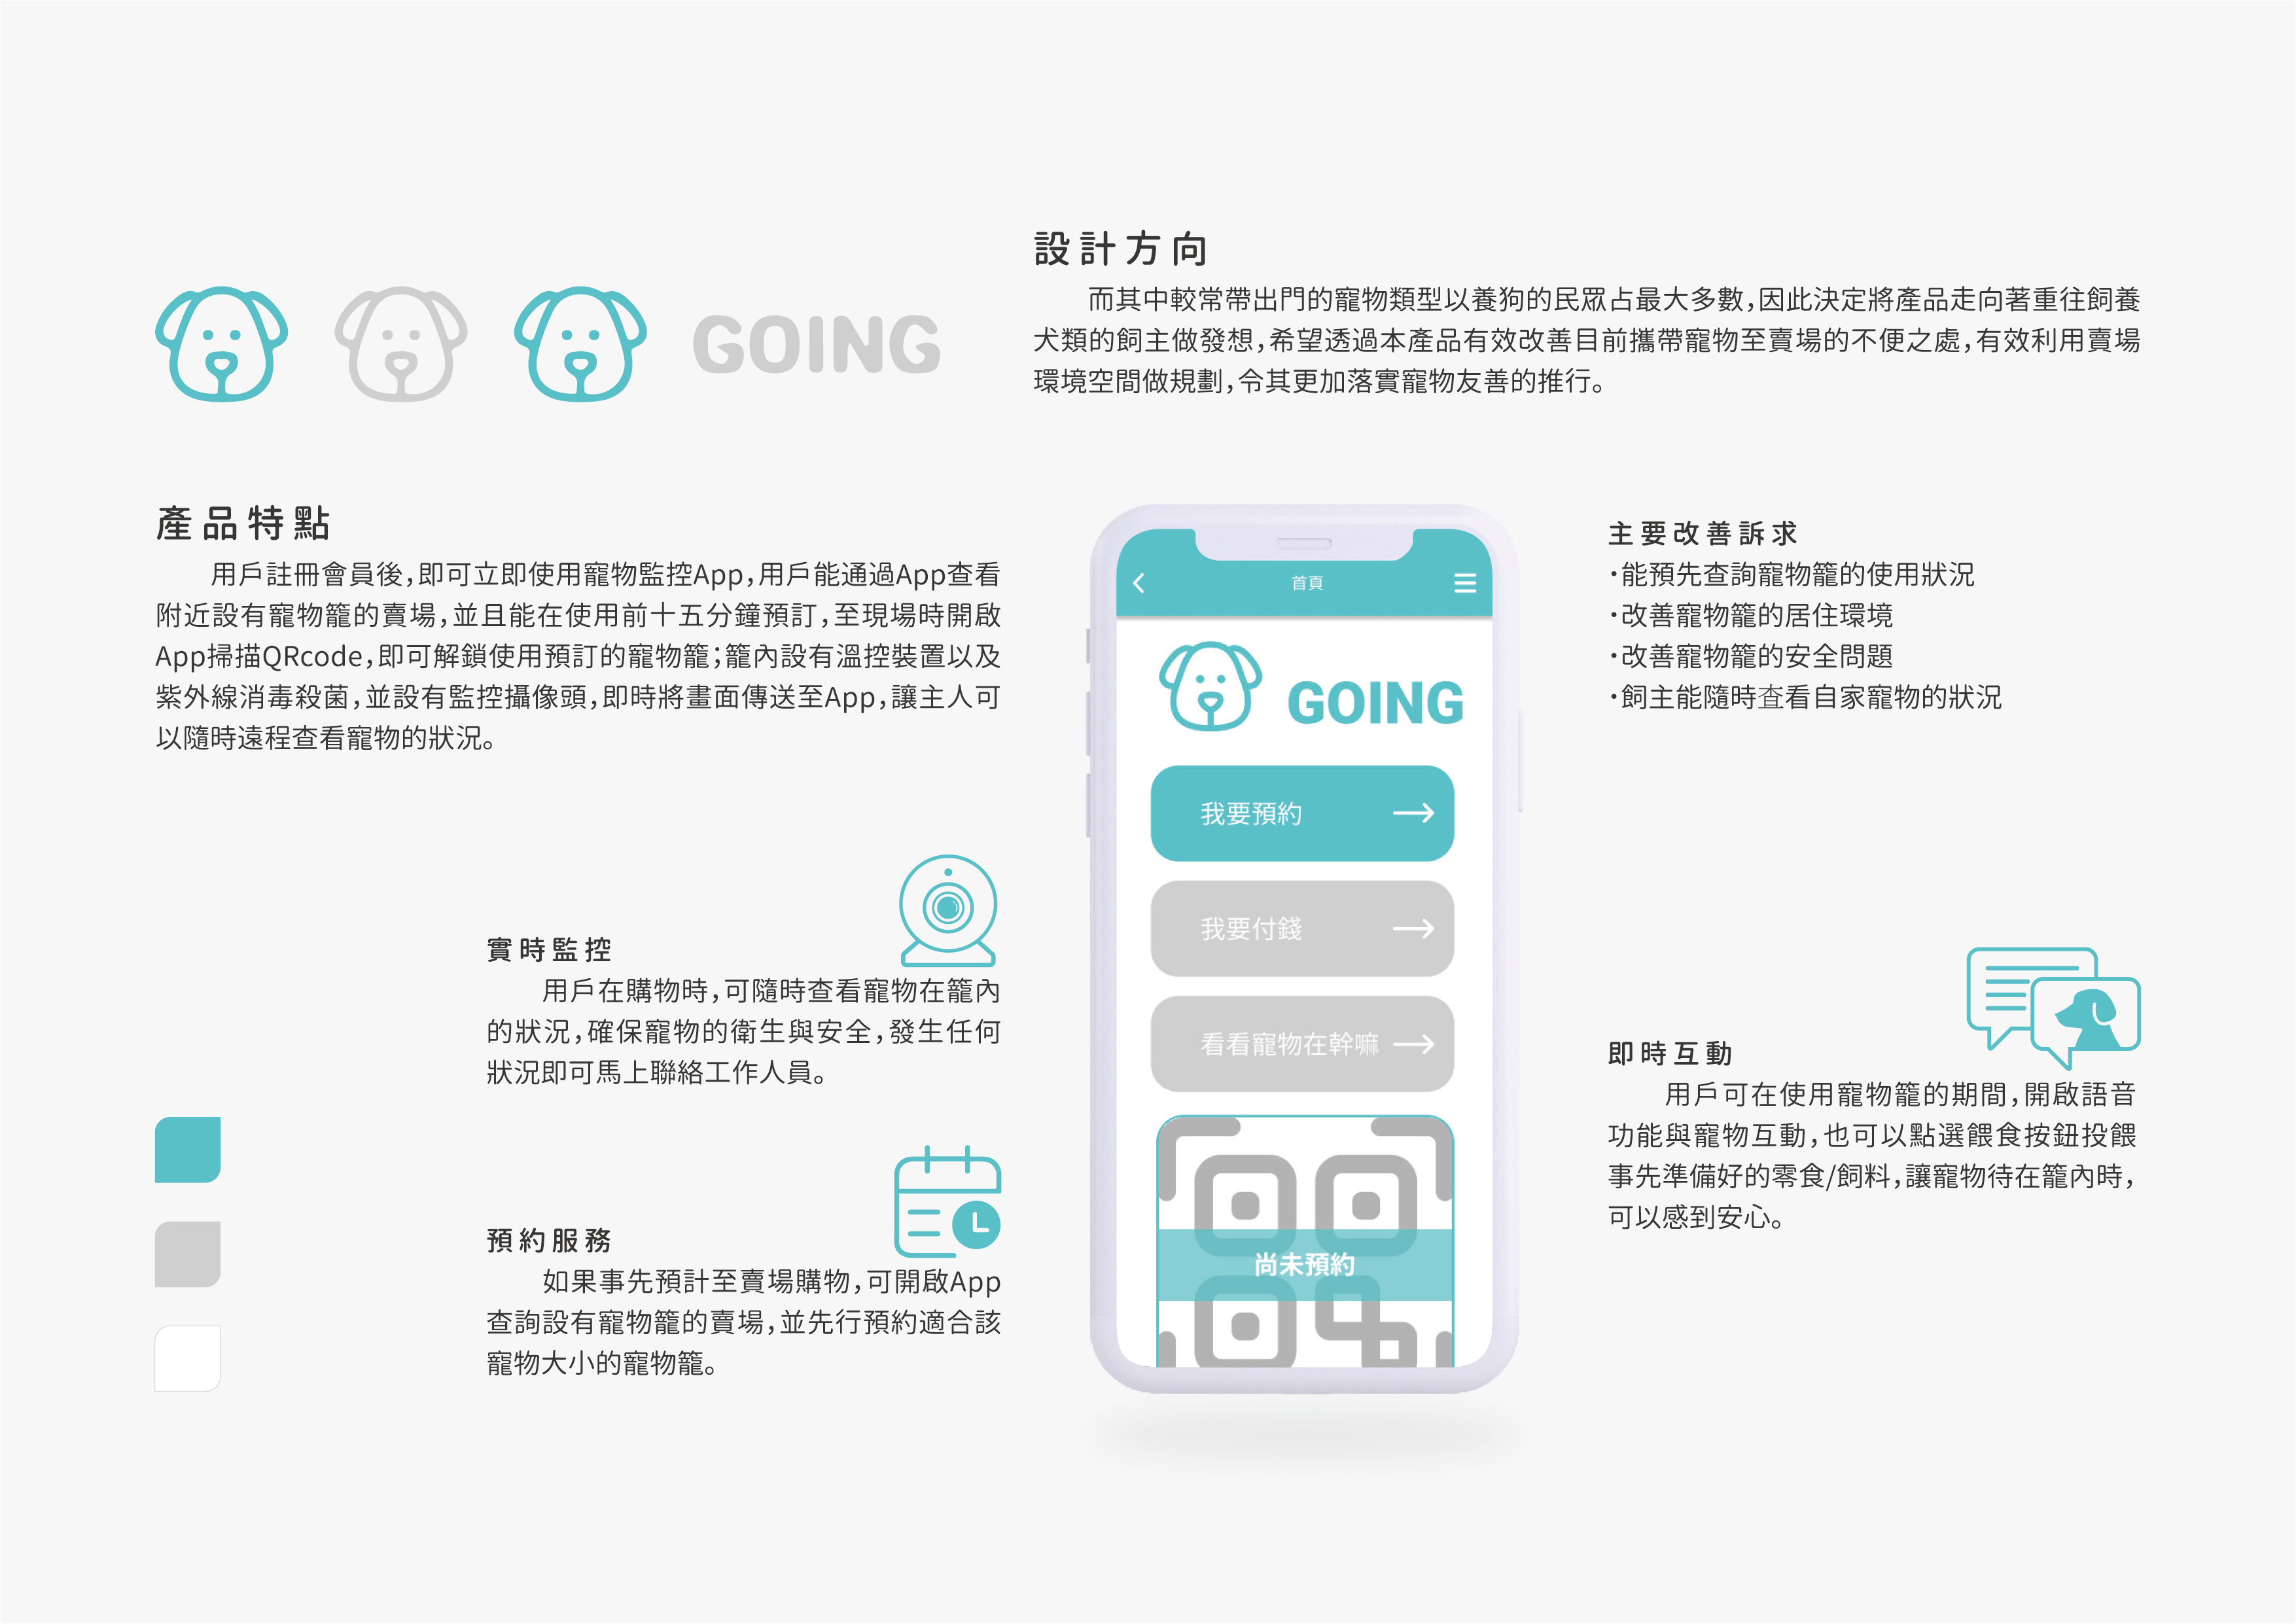 GOING
設計方向
而其中較常帶出門的寵物類型以養狗的民眾占最大多數,因此決定將產品走向著重往飼養
犬類的飼主做發想,希望透過本產品有效改善目前攜帶寵物至賣場的不便之處,有效利用賣場
環境空間做規劃,令其更加落實寵物友善的推行。
產品特點
用戶註冊會員後,即可立即使用寵物監控App,用戶能通過App查看
附近設有寵物籠的賣場,並且能在使用前十五分鐘預訂,至現場時開啟
App掃描QRcode,即可解鎖使用預訂的寵物籠;籠內設有溫控裝置以及
紫外線消毒殺菌,並設有監控攝像頭,即時將畫面傳送至App,讓主人可
以隨時遠程查看寵物的狀況。
實時監控
用戶在購物時,可隨時查看寵物在籠內
的狀況,確保寵物的衛生與安全,發生任何
狀況即可馬上聯絡工作人員。
預約服務
如果事先預計至賣場購物,可開啟App
查詢設有寵物籠的賣場,並先行預約適合該
寵物大小的寵物籠。
首頁
GOING
我要預約
我要付錢
看看寵物在幹嘛
尚未預約
主要改善訴求
·能預先查詢寵物籠的使用狀況
·改善寵物籠的居住環境
·改善寵物籠的安全問題
·飼主能隨時查看自家寵物的狀況
即時互動
用戶可在使用寵物籠的期間,開啟語音
功能與寵物互動,也可以點選餵食按鈕投餵
事先準備好的零食/飼料,讓寵物待在籠內時,
可以感到安心。